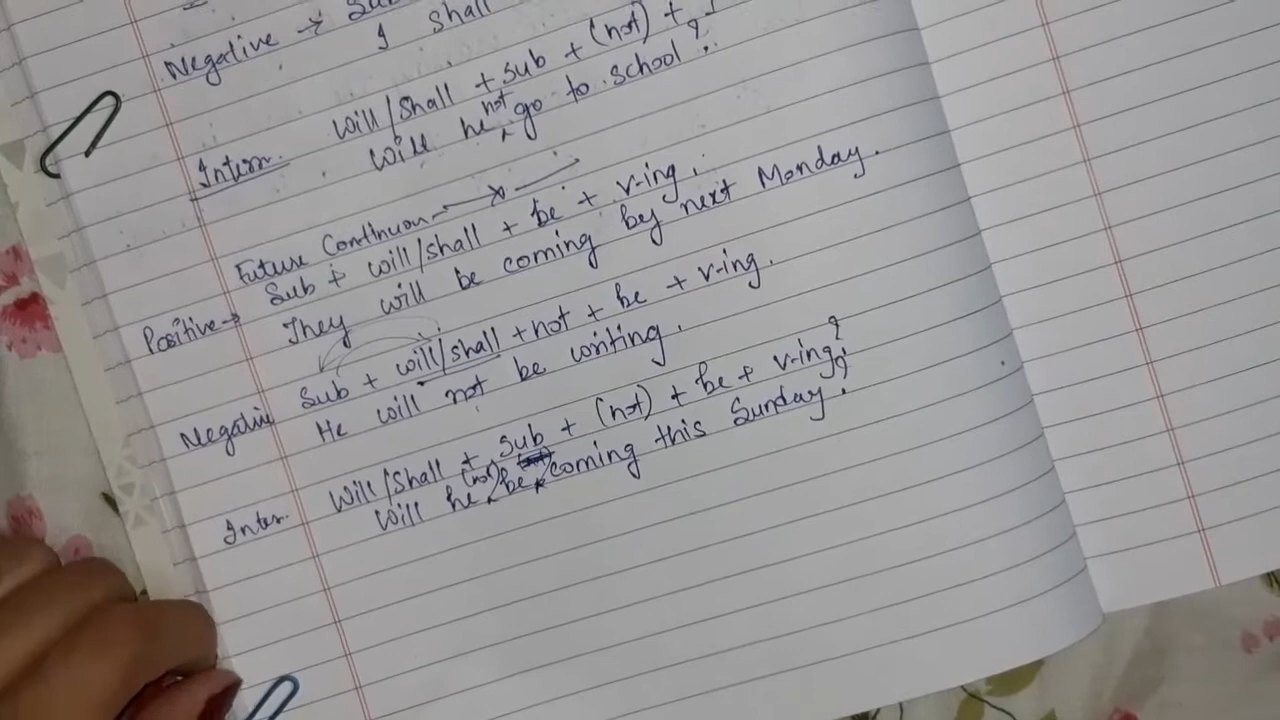 Negative → Sub
I shall
Will/Shall + Sub + (not) +
Interr. Will he not go to school?
Future Continuou
Positive → Sub + will/shall + be + v-ing.
They will be coming by next Monday.
Negative Sub + will/shall + not + be + v-ing.
He will not be writing.
Inter. Will/Shall + sub + (not) + be + v-ing?
Will he (not) be coming this Sunday?